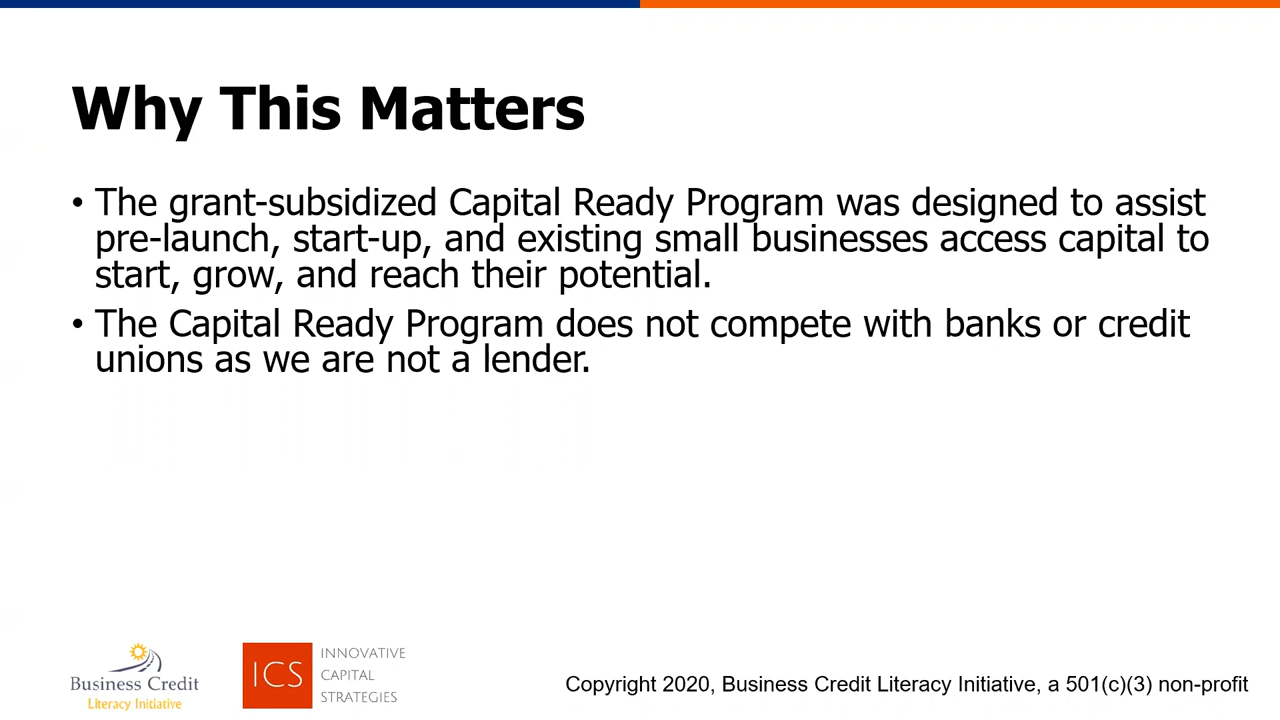 Why This Matters
• The grant-subsidized Capital Ready Program was designed to assist
pre-launch, start-up, and existing small businesses access capital to
start, grow, and reach their potential.
• The Capital Ready Program does not compete with banks or credit
unions as we are not a lender.
Business Credit
Literacy Initiative
ICS
INNOVATIVE
CAPITAL
STRATEGIES
Copyright 2020, Business Credit Literacy Initiative, a 501(c)(3) non-profit